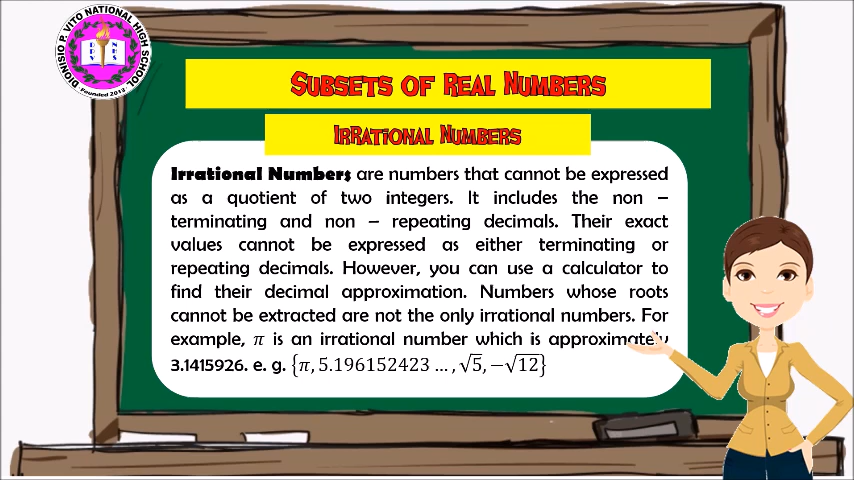 DIONISIO P. VITO NATIONAL HIGH SCHOOL
DPV NHS
Founded 2013
SUBSETS OF REAL NUMBERS
IRRATIONAL NUMBERS
Irrational Numbers are numbers that cannot be expressed
as a quotient of two integers. It includes the non –
terminating and non – repeating decimals. Their exact
values cannot be expressed as either terminating or
repeating decimals. However, you can use a calculator to
find their decimal approximation. Numbers whose roots
cannot be extracted are not the only irrational numbers. For
example, π is an irrational number which is approximately
3.1415926. e. g. {π, 5.196152423 … , √5, −√12}